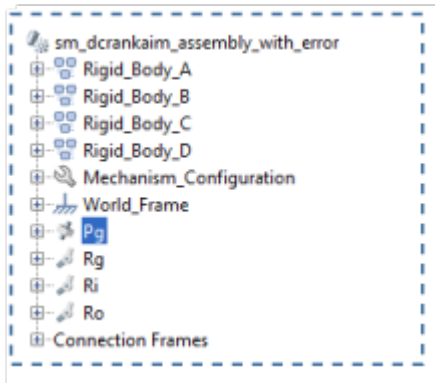 sm_dcrankaim_assembly_with_error
Rigid_Body_A
Rigid_Body_B
Rigid_Body_C
Rigid_Body_D
Mechanism_Configuration
World_Frame
Pg
Rg
Ri
Ro
Connection Frames